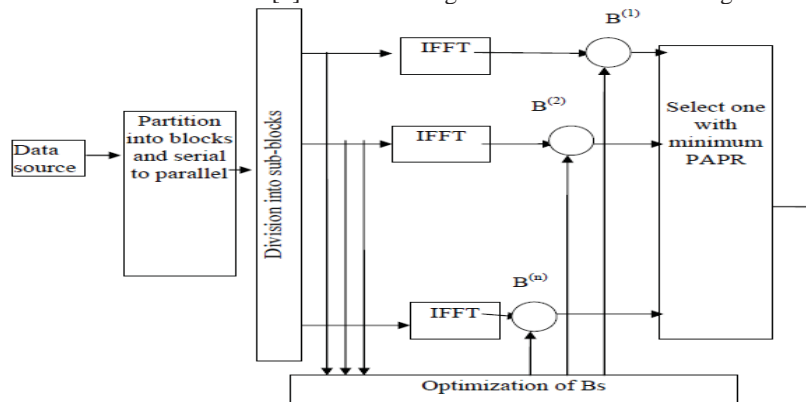 B(1)
IFFT
Partition
into blocks
and serial
to parallel
Data
source
Division into sub-blocks
B(2)
IFFT
Select one
with
minimum
PAPR
B(n)
IFFT
Optimization of Bs